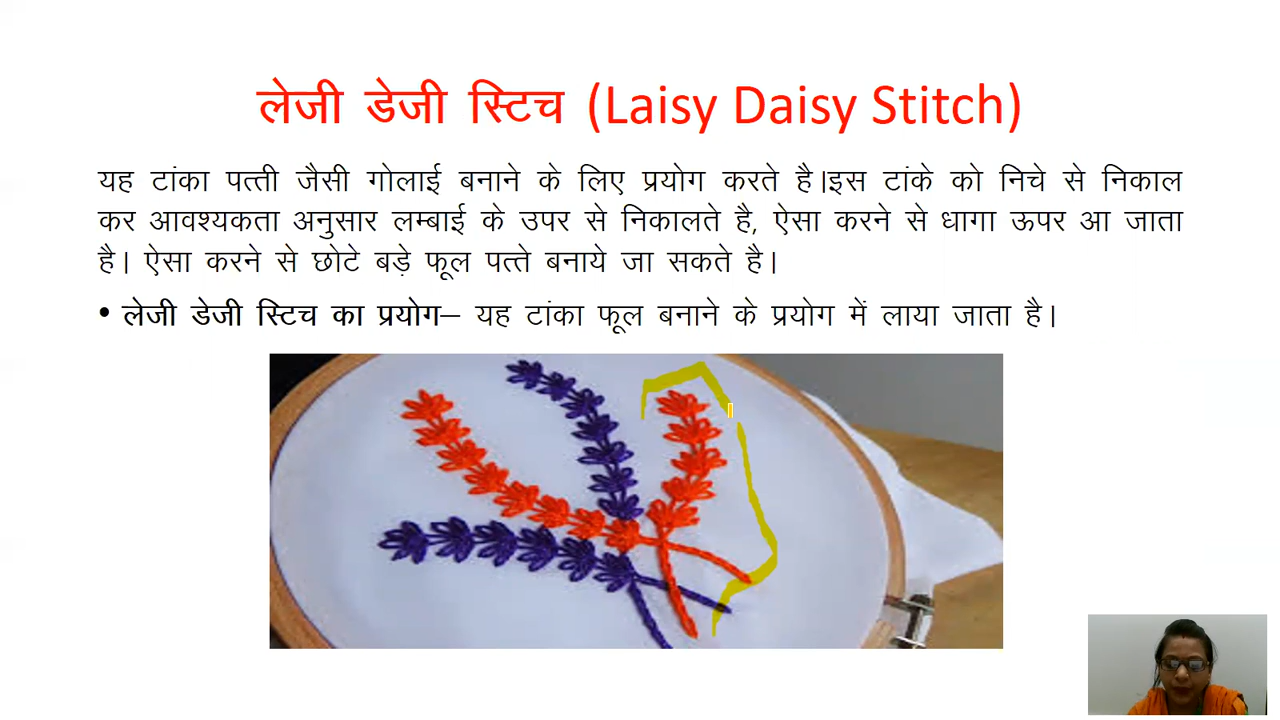 लेजी डेजी स्टिच (Laisy Daisy Stitch)
यह टांका पत्ती जैसी गोलाई बनाने के लिए प्रयोग करते है।इस टांके को निचे से निकाल
कर आवश्यकता अनुसार लम्बाई के उपर से निकालते है, ऐसा करने से धागा ऊपर आ जाता
है। ऐसा करने से छोटे बड़े फूल पत्ते बनाये जा सकते है।
• लेजी डेजी स्टिच का प्रयोग– यह टांका फूल बनाने के प्रयोग में लाया जाता है।